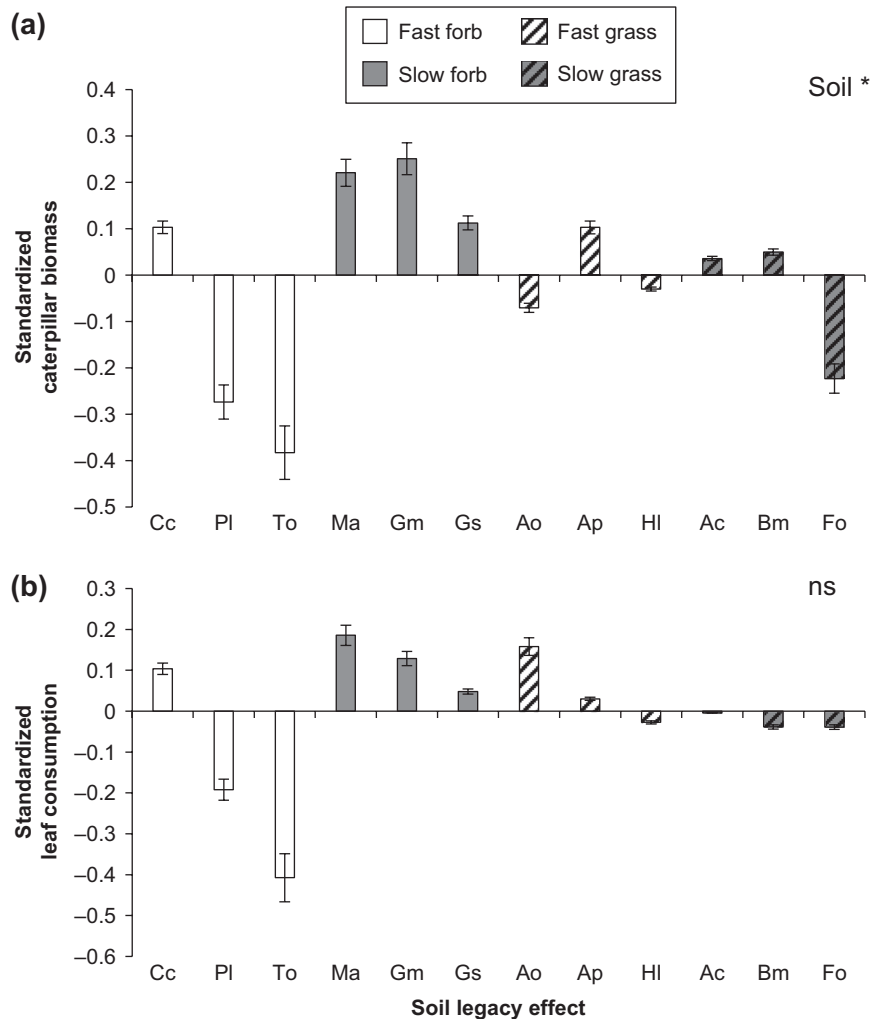 (a)
Fast forb
Fast grass
Slow forb
Slow grass
Soil *
Standardized
caterpillar biomass
0.4
0.3
0.2
0.1
0
–0.1
–0.2
–0.3
–0.4
–0.5
Cc Pl To Ma Gm Gs Ao Ap Hl Ac Bm Fo
(b)
ns
Standardized
leaf consumption
0.3
0.2
0.1
0
–0.1
–0.2
–0.3
–0.4
–0.5
–0.6
Cc Pl To Ma Gm Gs Ao Ap Hl Ac Bm Fo
Soil legacy effect